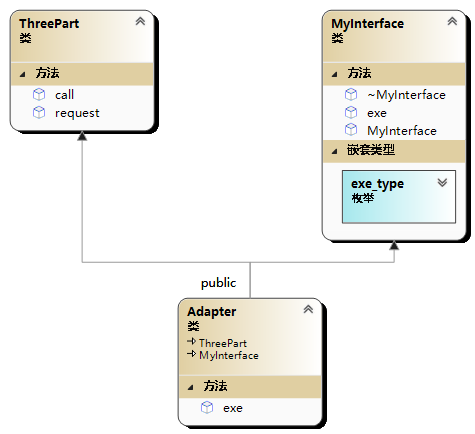 ThreePart
类
方法
call
request
MyInterface
类
方法
~MyInterface
exe
MyInterface
嵌套类型
exe_type
枚举
public
Adapter
类
ThreePart
MyInterface
方法
exe